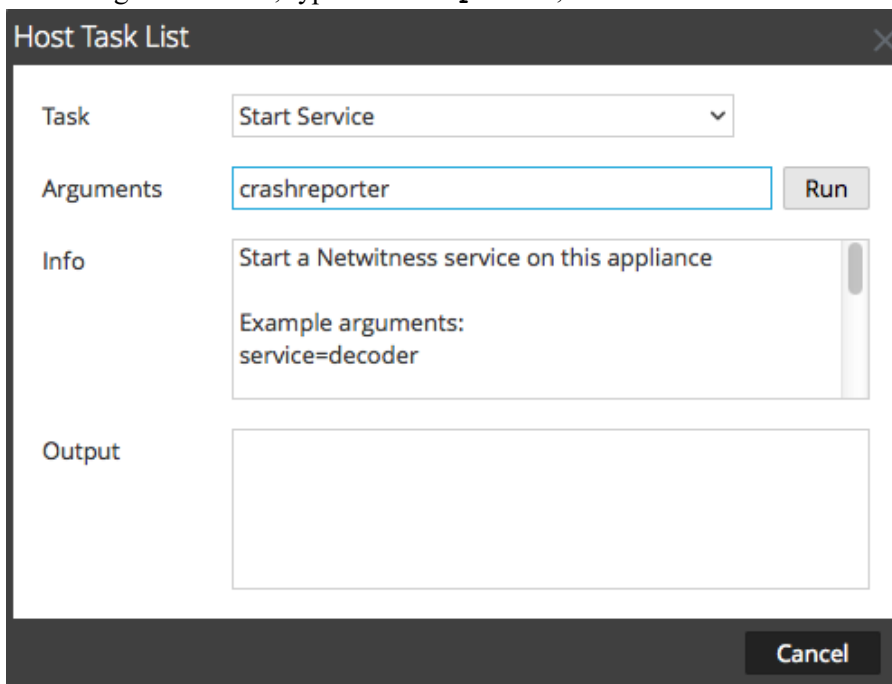 Host Task List
Task
Start Service
Arguments
crashreporter
Run
Info
Start a Netwitness service on this appliance
Example arguments:
service=decoder
Output
Cancel